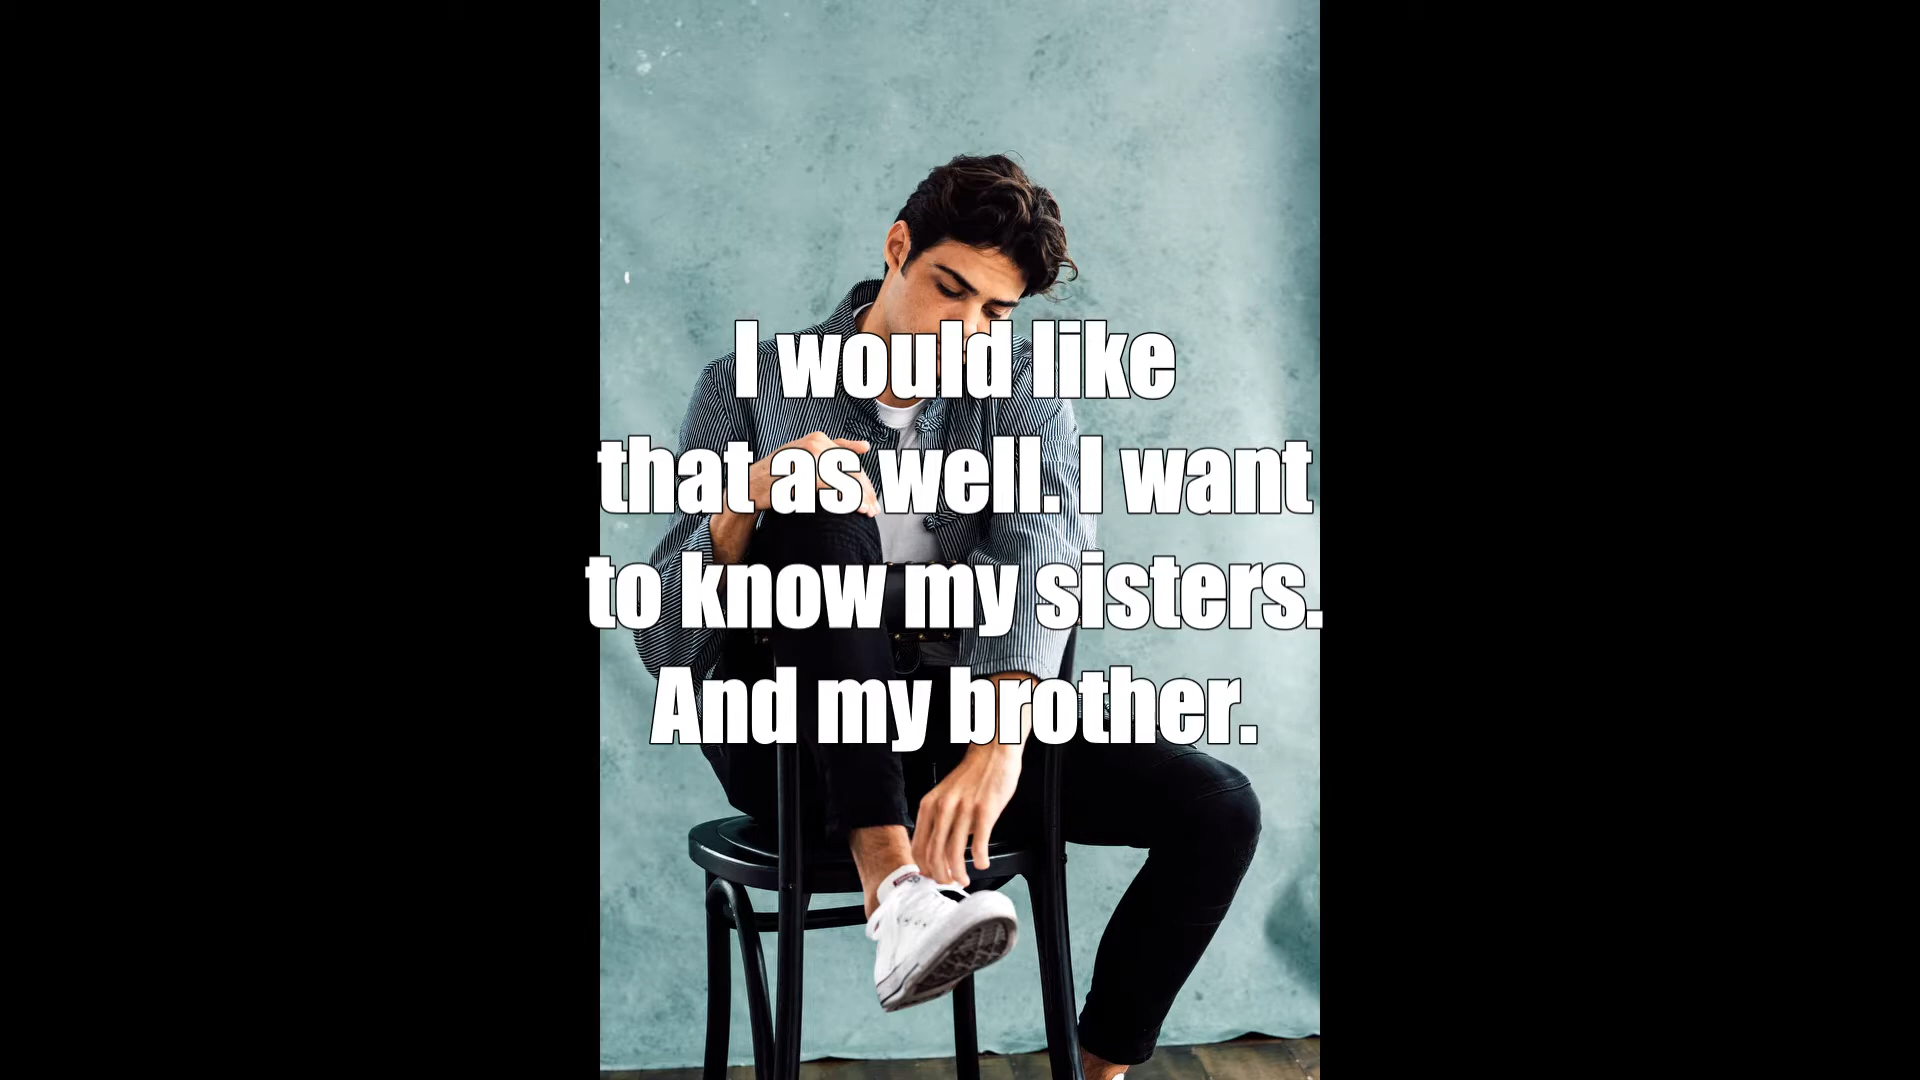 I would like
that as well. I want
to know my sisters.
And my brother.